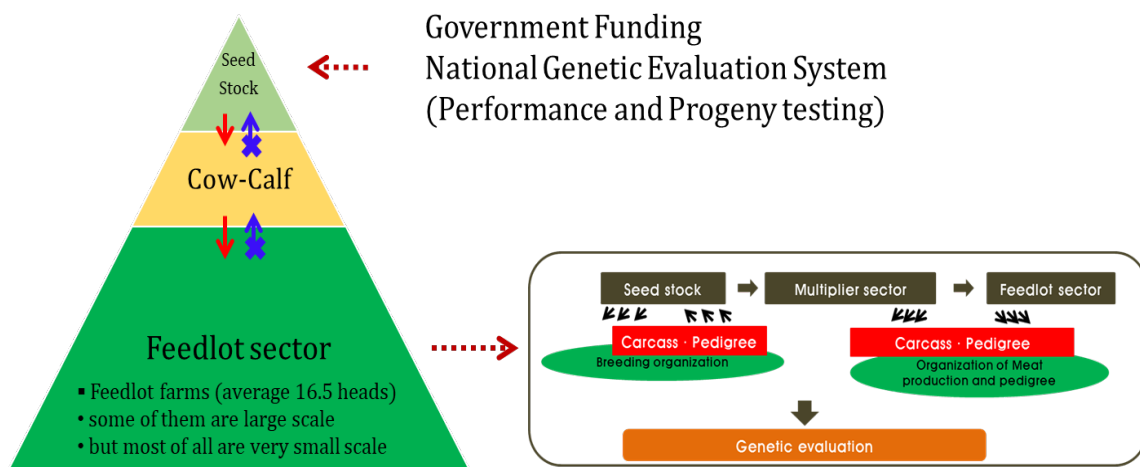 Government Funding
National Genetic Evaluation System
(Performance and Progeny testing)
Seed
Stock
Cow-Calf
Feedlot sector
▪ Feedlot farms (average 16.5 heads)
• some of them are large scale
• but most of all are very small scale
Seed stock
Multiplier sector
Feedlot sector
Carcass · Pedigree
Breeding organization
Carcass · Pedigree
Organization of Meat
production and pedigree
Genetic evaluation